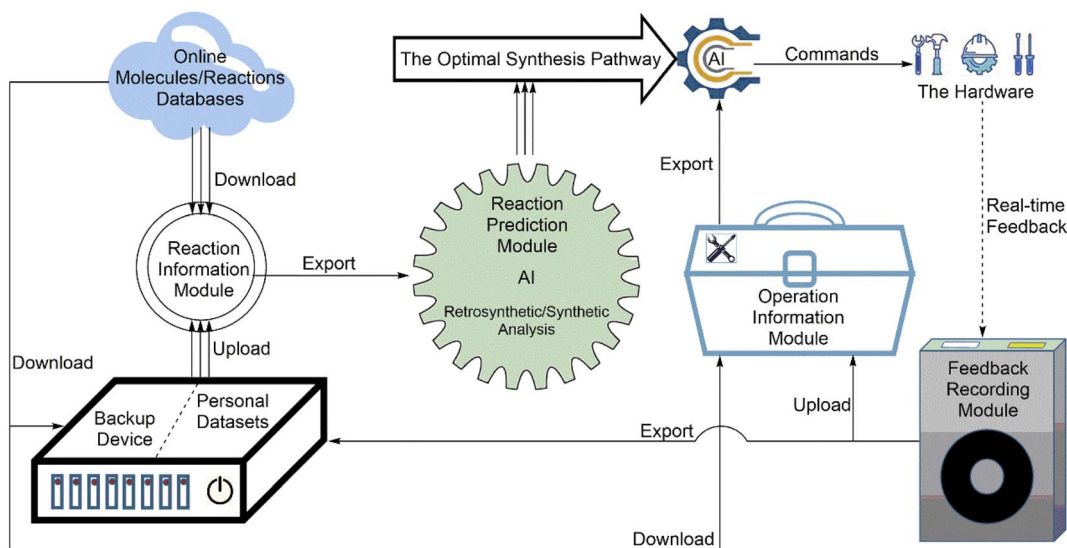 Online
Molecules/Reactions
Databases
Download
Reaction
Information
Module
Export
Upload
Download
Backup
Device
Personal
Datasets
The Optimal Synthesis Pathway
AI
Commands
The Hardware
Reaction
Prediction
Module
AI
Retrosynthetic/Synthetic
Analysis
Export
Real-time
Feedback
Operation
Information
Module
Upload
Export
Download
Feedback
Recording
Module